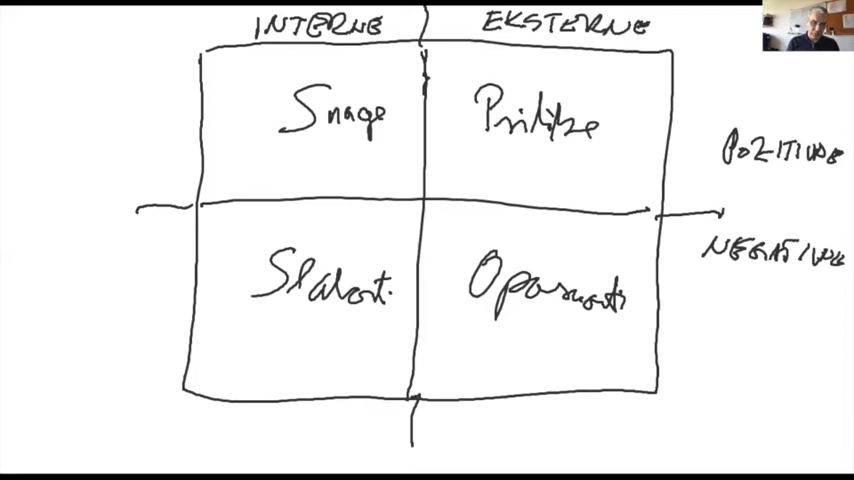 INTERNE EKSTERNE
Snage Prilike
POZITIVNE
NEGATIVNE
Slabosti Opasnosti